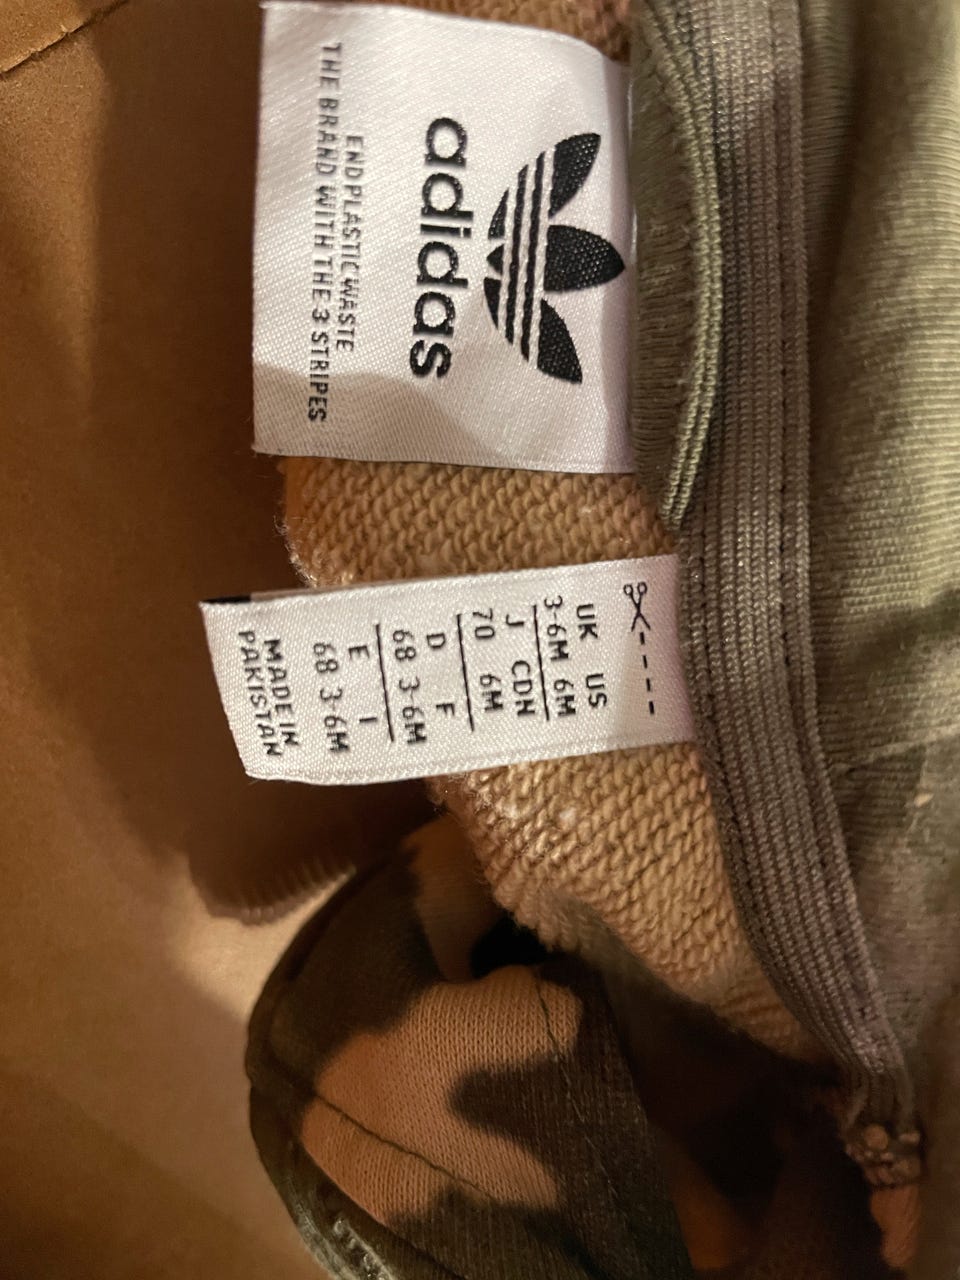 adidas
END PLASTIC WASTE
THE BRAND WITH THE 3 STRIPES
UK US
3-6M 6M
J CDN
70 6M
D F
68 3-6M
E I
68 3-6M
MADE IN
PAKISTAN